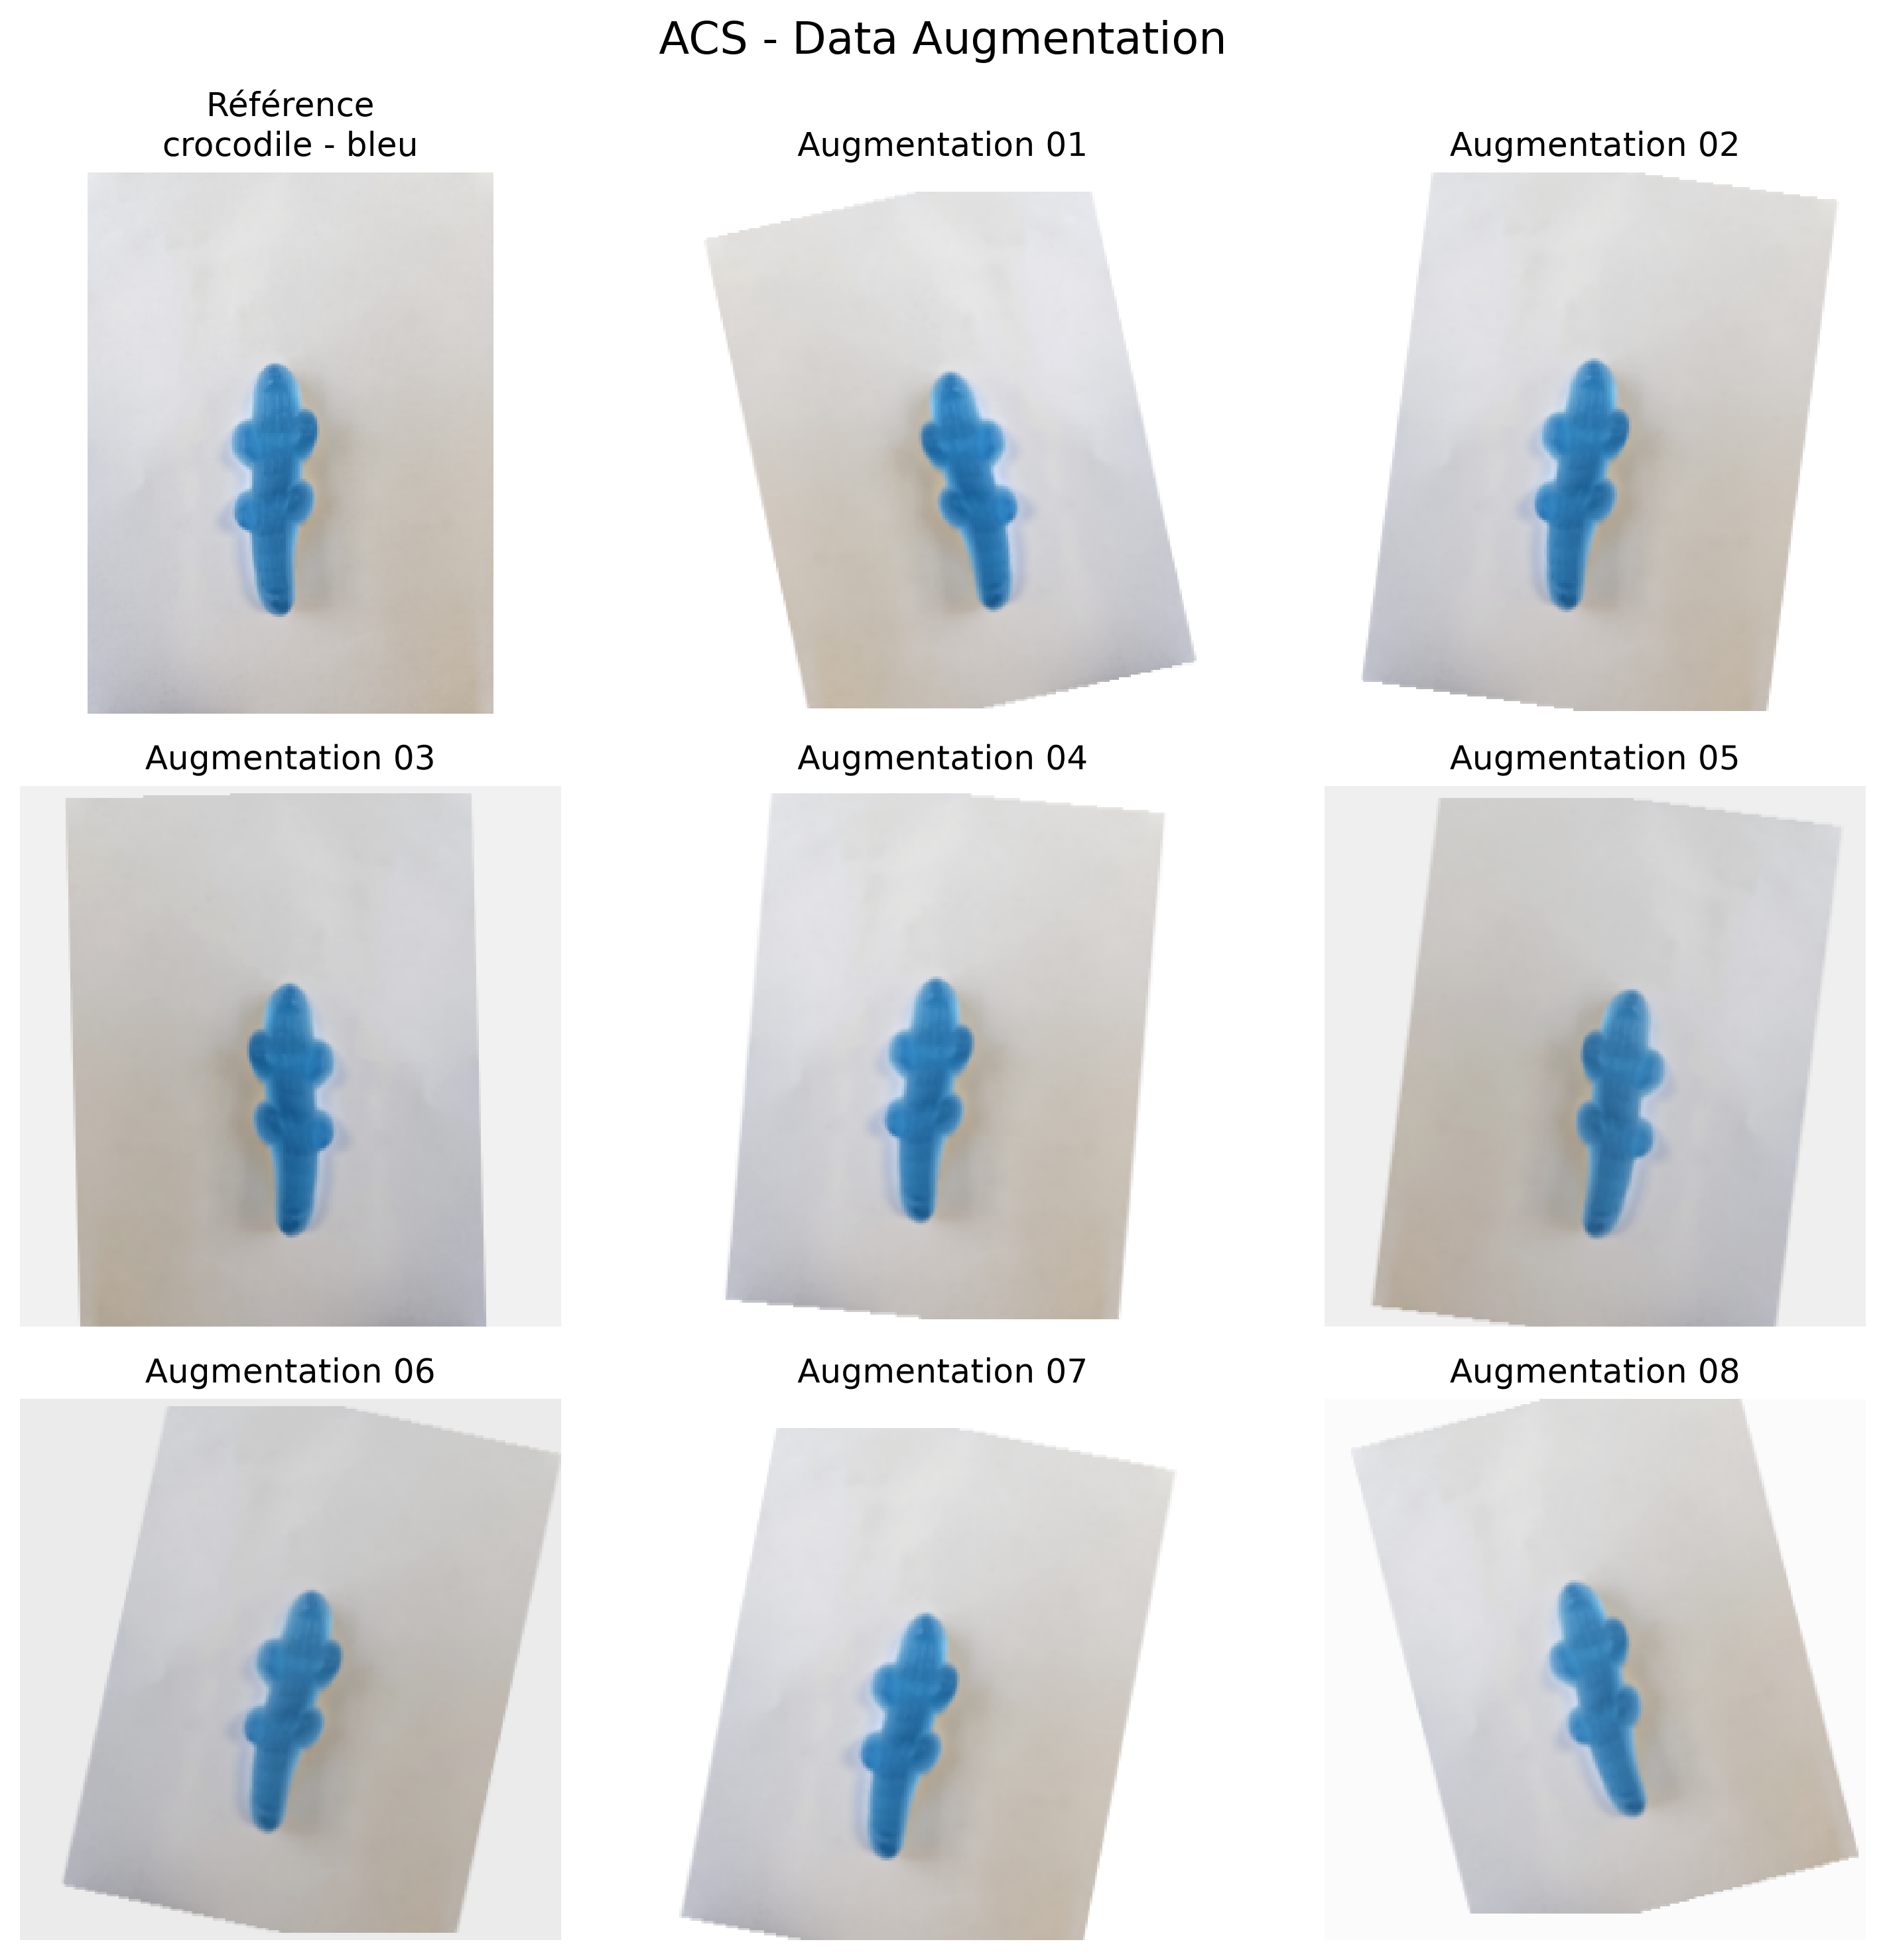 ACS - Data Augmentation
Référence
crocodile - bleu
Augmentation 01
Augmentation 02
Augmentation 03
Augmentation 04
Augmentation 05
Augmentation 06
Augmentation 07
Augmentation 08